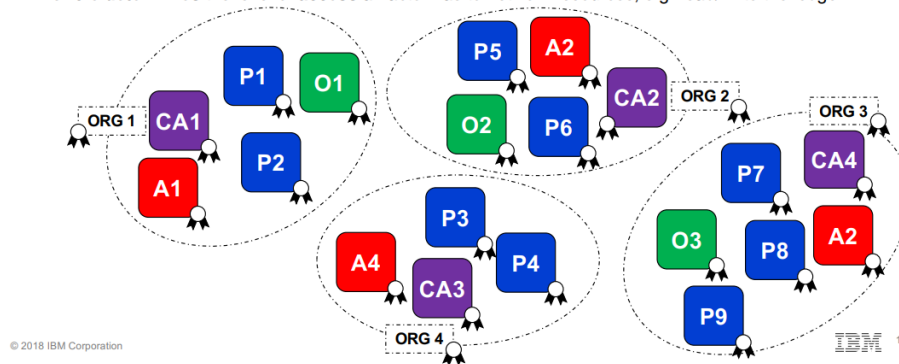 P1
O1
ORG 1
CA1
P2
A1
P5
A2
CA2
ORG 2
O2
P6
ORG 3
P7
CA4
O3
P8
A2
P9
P3
A4
CA3
P4
ORG 4
© 2018 IBM Corporation
IBM